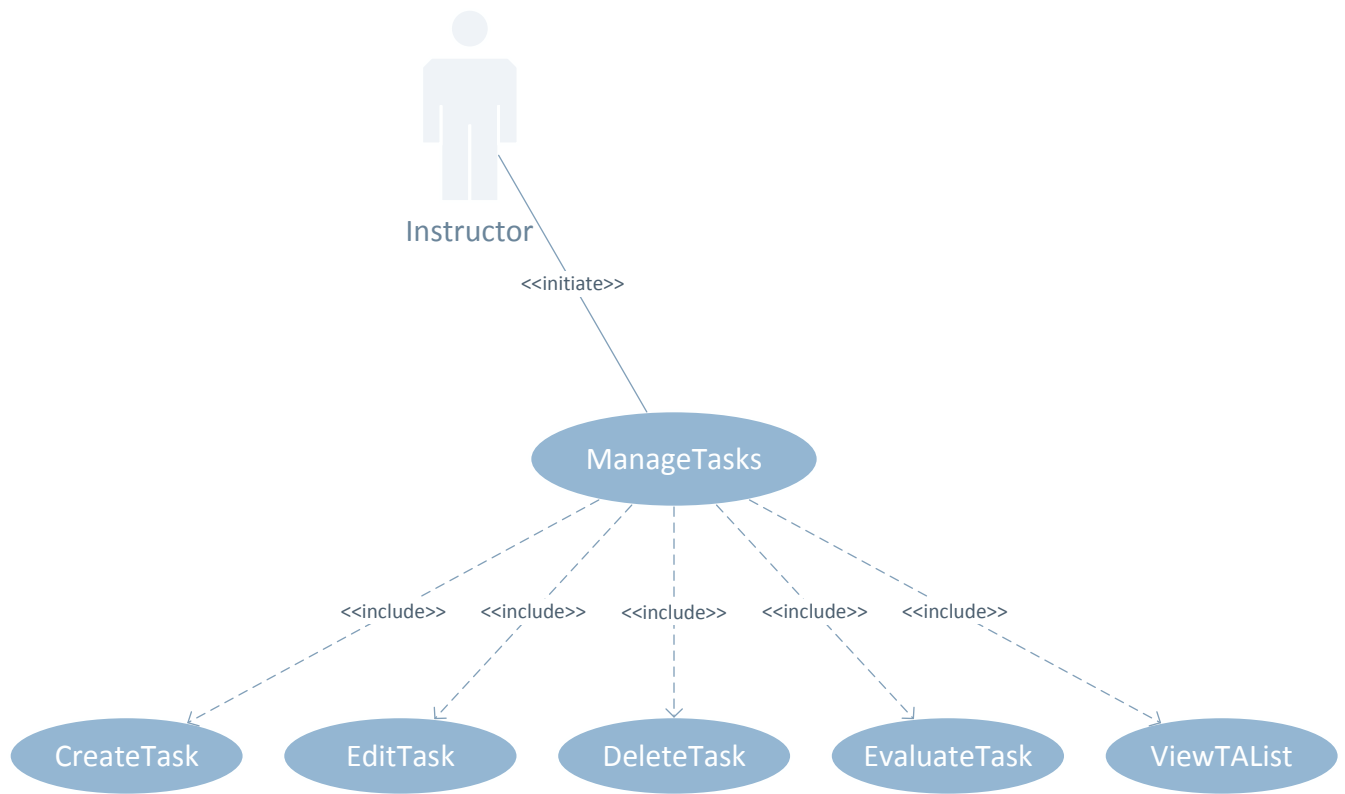 Instructor
<<initiate>>
ManageTasks
<<include>> <<include>> <<include>> <<include>> <<include>>
CreateTask EditTask DeleteTask EvaluateTask ViewTAList